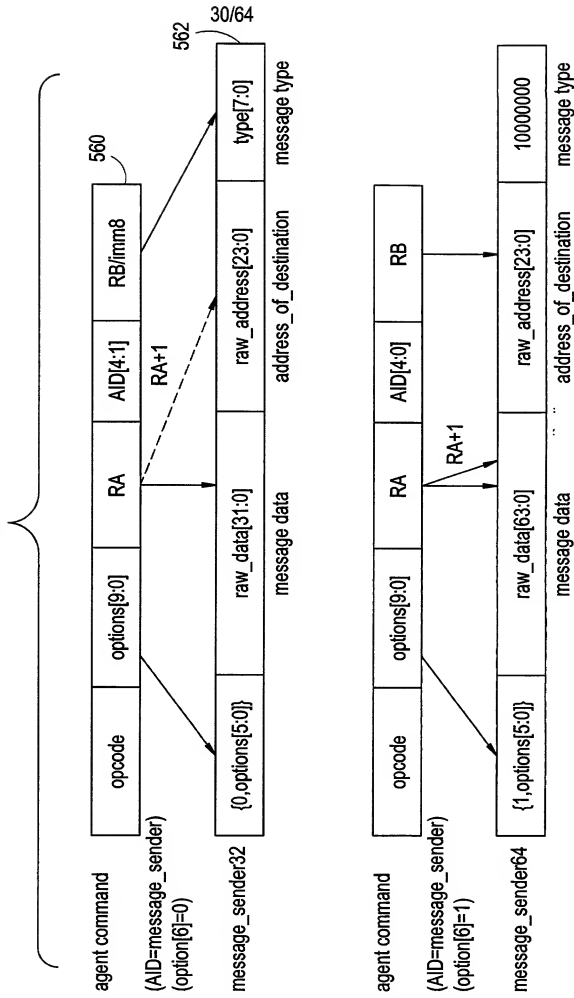 30/64
560
562
agent command
opcode
options[9:0]
RA
AID[4:1]
RB/imm8
(AID=message_sender)
(option[6]=0)
RA+1
message_sender32
{0,options[5:0]}
raw_data[31:0]
raw_address[23:0]
type[7:0]
message data
address_of_destination
message type
agent command
opcode
options[9:0]
RA
AID[4:0]
RB
(AID=message_sender)
(option[6]=1)
RA+1
message_sender64
{1,options[5:0]}
raw_data[63:0]
raw_address[23:0]
10000000
message data
address_of_destination
message type